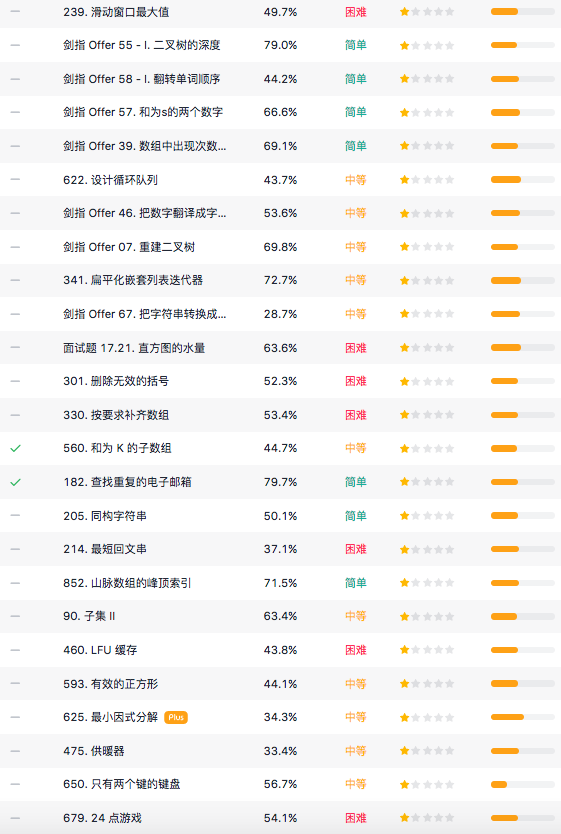 239. 滑动窗口最大值 49.7% 困难
剑指 Offer 55 - I. 二叉树的深度 79.0% 简单
剑指 Offer 58 - I. 翻转单词顺序 44.2% 简单
剑指 Offer 57. 和为s的两个数字 66.6% 简单
剑指 Offer 39. 数组中出现次数... 69.1% 简单
622. 设计循环队列 43.7% 中等
剑指 Offer 46. 把数字翻译成字... 53.6% 中等
剑指 Offer 07. 重建二叉树 69.8% 中等
341. 扁平化嵌套列表迭代器 72.7% 中等
剑指 Offer 67. 把字符串转换成... 28.7% 中等
面试题 17.21. 直方图的水量 63.6% 困难
301. 删除无效的括号 52.3% 困难
330. 按要求补齐数组 53.4% 困难
560. 和为 K 的子数组 44.7% 中等
182. 查找重复的电子邮箱 79.7% 简单
205. 同构字符串 50.1% 简单
214. 最短回文串 37.1% 困难
852. 山脉数组的峰顶索引 71.5% 简单
90. 子集 II 63.4% 中等
460. LFU 缓存 43.8% 困难
593. 有效的正方形 44.1% 中等
625. 最小因式分解 Plus 34.3% 中等
475. 供暖器 33.4% 中等
650. 只有两个键的键盘 56.7% 中等
679. 24 点游戏 54.1% 困难